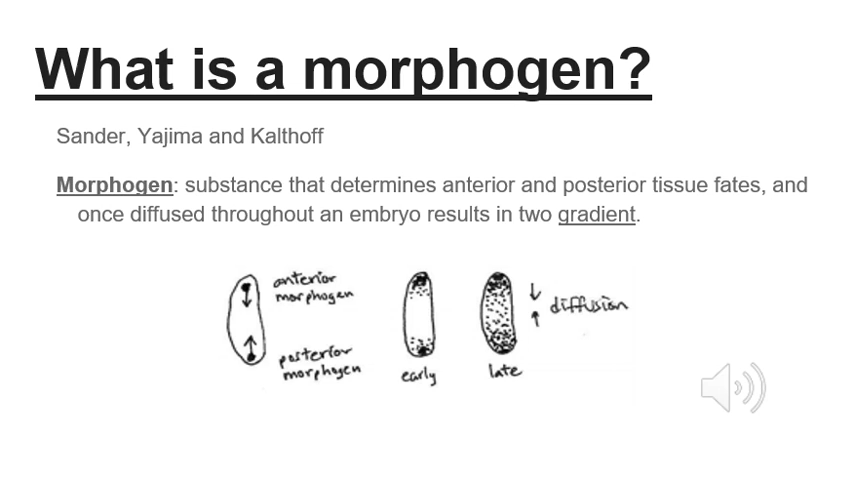 What is a morphogen?
Sander, Yajima and Kalthoff
Morphogen: substance that determines anterior and posterior tissue fates, and
once diffused throughout an embryo results in two gradient.
anterior
morphogen
posterior
morphogen
early
late
diffusion